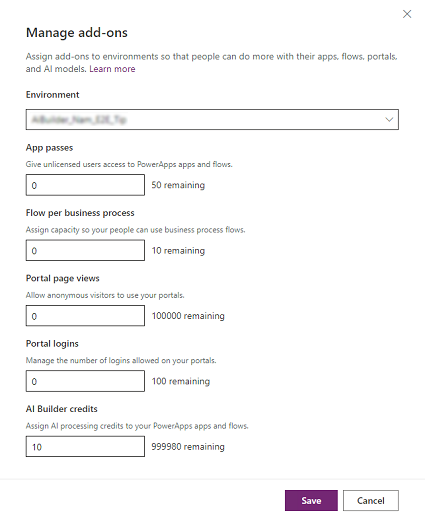 Manage add-ons
Assign add-ons to environments so that people can do more with their apps, flows, portals,
and AI models. Learn more
Environment
App passes
Give unlicensed users access to PowerApps apps and flows.
0 50 remaining
Flow per business process
Assign capacity so your people can use business process flows.
0 10 remaining
Portal page views
Allow anonymous visitors to use your portals.
0 100000 remaining
Portal logins
Manage the number of logins allowed on your portals.
0 100 remaining
AI Builder credits
Assign AI processing credits to your PowerApps apps and flows.
10 999980 remaining
Save Cancel